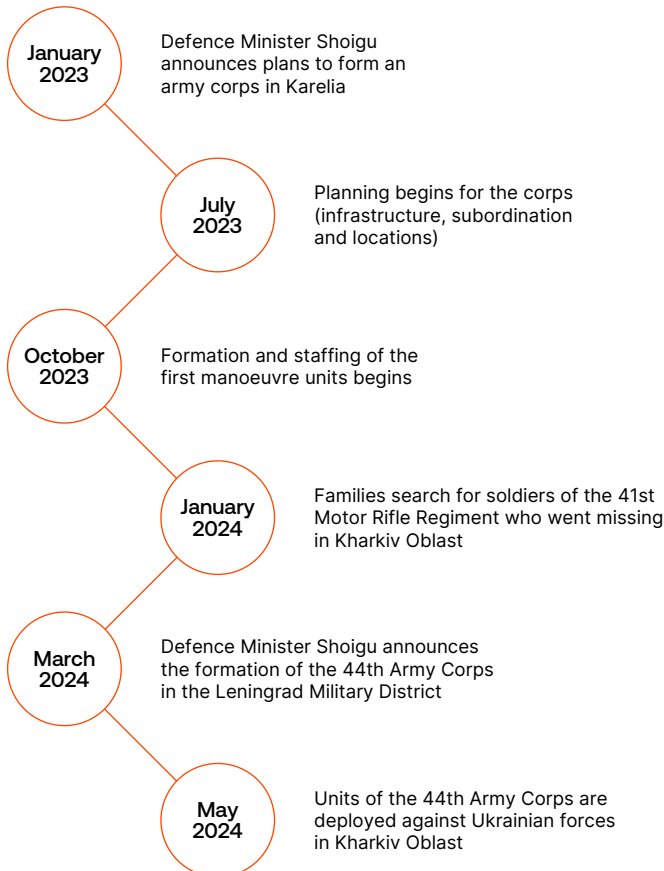 January
2023
Defence Minister Shoigu
announces plans to form an
army corps in Karelia
July
2023
Planning begins for the corps
(infrastructure, subordination
and locations)
October
2023
Formation and staffing of the
first manoeuvre units begins
January
2024
Families search for soldiers of the 41st
Motor Rifle Regiment who went missing
in Kharkiv Oblast
March
2024
Defence Minister Shoigu announces
the formation of the 44th Army Corps
in the Leningrad Military District
May
2024
Units of the 44th Army Corps are
deployed against Ukrainian forces
in Kharkiv Oblast